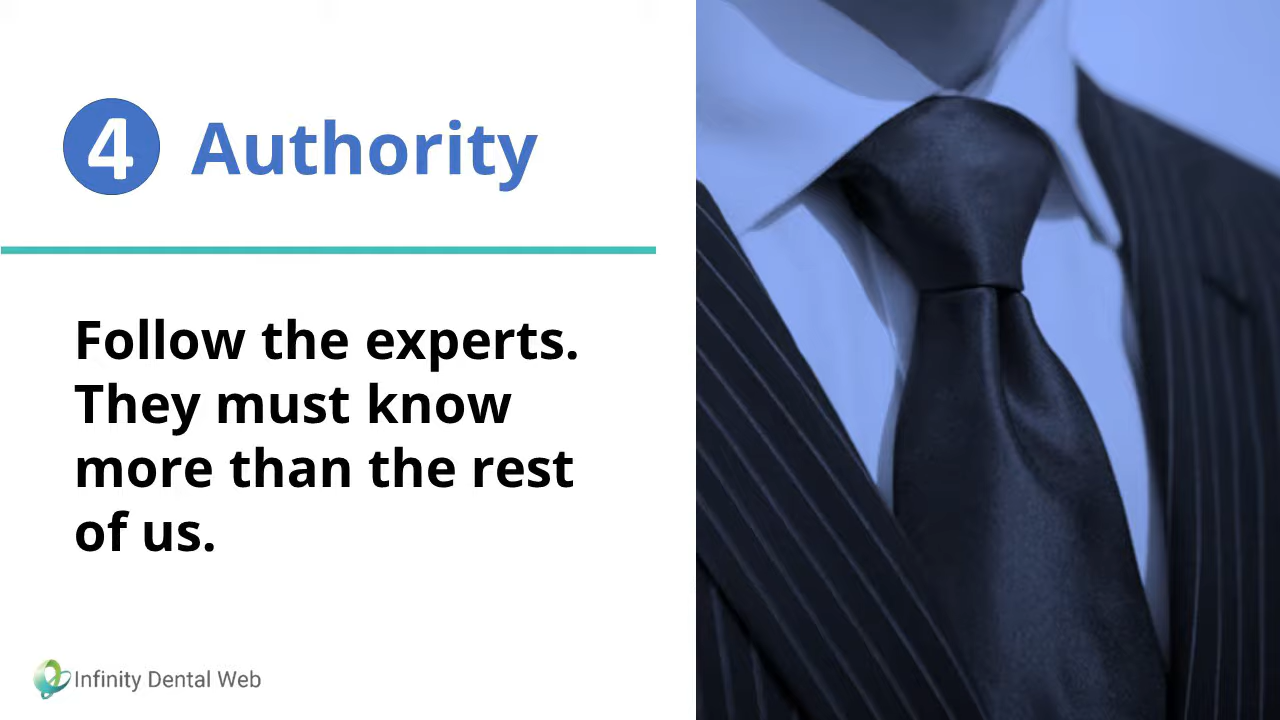 4 Authority
Follow the experts.
They must know
more than the rest
of us.
Infinity Dental Web